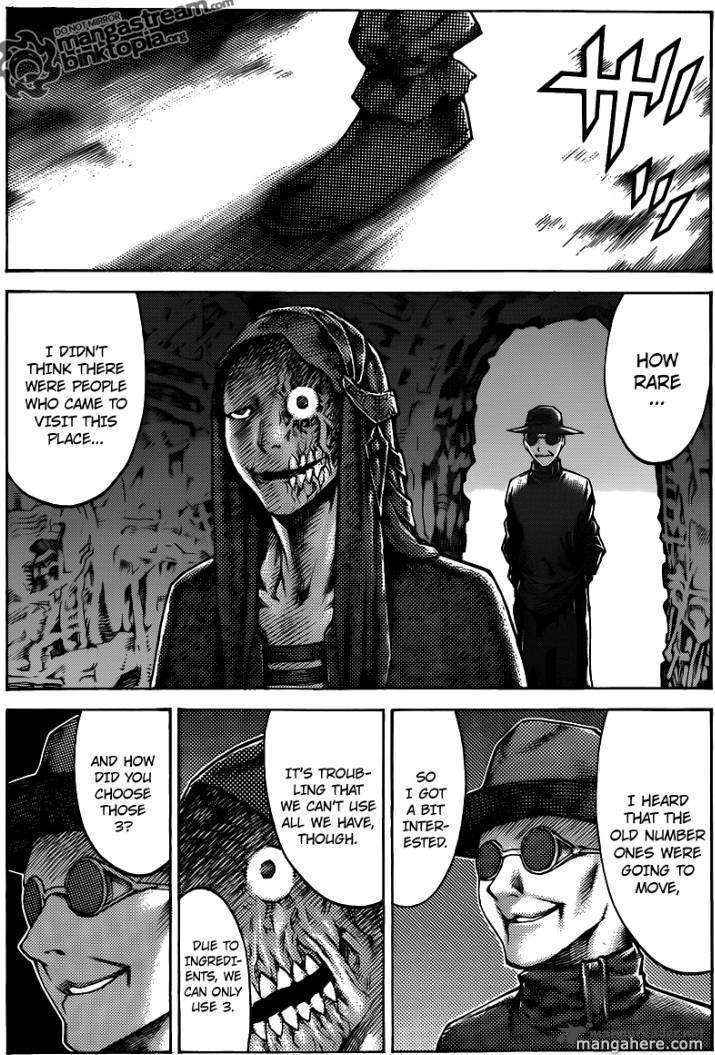 DO NOT MIRROR
mangastream.com
binktopia.org
ザッ
HOW
RARE
...
I DIDN'T
THINK THERE
WERE PEOPLE
WHO CAME TO
VISIT THIS
PLACE...
I HEARD
THAT THE
OLD NUMBER
ONES WERE
GOING TO
MOVE,
SO
I GOT
A BIT
INTER-
ESTED.
IT'S TROUB-
LING THAT
WE CAN'T USE
ALL WE HAVE,
THOUGH.
DUE TO
INGREDI-
ENTS, WE
CAN ONLY
USE 3.
AND HOW
DID YOU
CHOOSE
THOSE
3?
mangahere.com